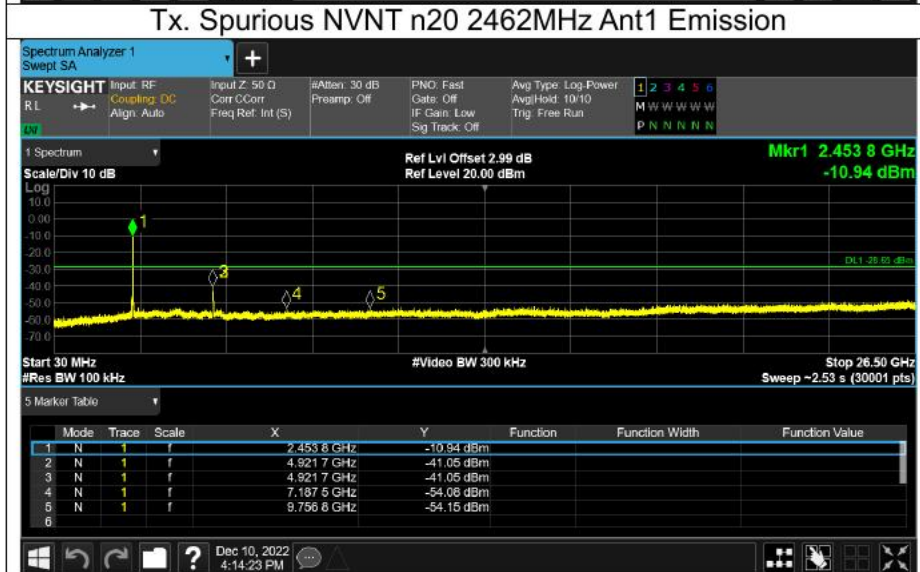 Tx. Spurious NVNT n20 2462MHz Ant1 Emission
Spectrum Analyzer 1
Swept SA
+
KEYSIGHT Input: RF Input Z: 50 Ω #Atten: 30 dB PNO: Fast Avg Type: Log-Power 1 2 3 4 5 6
RL Coupling: DC Corr CCorr Preamp: Off Gate: Off Avg|Hold: 10/10 M W W W W W
Align: Auto Freq Ref: Int (S) IF Gain: Low Trig: Free Run
Sig Track: Off P N N N N N
1 Spectrum Ref Lvl Offset 2.99 dB Mkr1 2.453 8 GHz
Scale/Div 10 dB Ref Level 20.00 dBm -10.94 dBm
Log
10.0
0.00
-10.0
-20.0
-30.0
-40.0
-50.0
-60.0
-70.0
1
3
4
5
DL1 -28.65 dBm
Start 30 MHz #Video BW 300 kHz Stop 26.50 GHz
#Res BW 100 kHz Sweep ~2.53 s (30001 pts)
5 Marker Table
Mode Trace Scale X Y Function Function Width Function Value
1 N 1 f 2.453 8 GHz -10.94 dBm
2 N 1 f 4.921 7 GHz -41.05 dBm
3 N 1 f 4.921 7 GHz -41.05 dBm
4 N 1 f 7.187 5 GHz -54.08 dBm
5 N 1 f 9.756 8 GHz -54.15 dBm
6
? Dec 10, 2022
4:14:23 PM